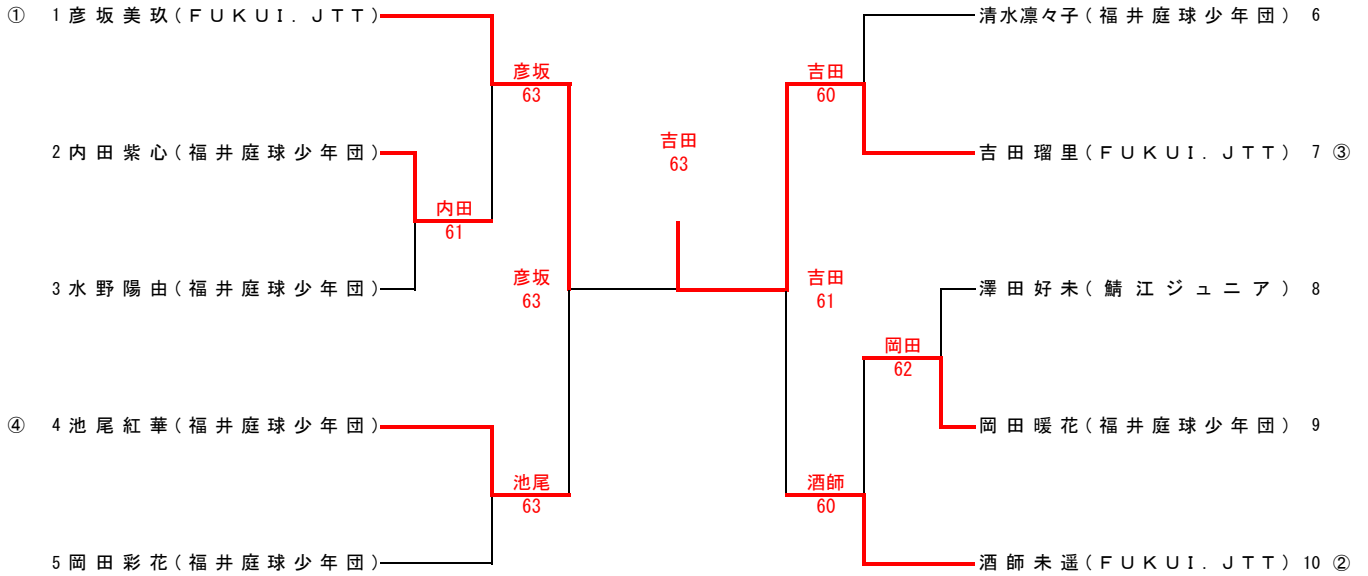 ① 1 彦坂美玖(ＦＵＫＵＩ．ＪＴＴ)
清水凛々子(福井庭球少年団) 6
彦坂
63
吉田
60
吉田
63
2 内田紫心(福井庭球少年団)
吉田瑠里(ＦＵＫＵＩ．ＪＴＴ) 7 ③
内田
61
3 水野陽由(福井庭球少年団)
彦坂
63
吉田
61
澤田好未(鯖江ジュニア) 8
岡田
62
④ 4 池尾紅華(福井庭球少年団)
岡田暖花(福井庭球少年団) 9
池尾
63
酒師
60
5 岡田彩花(福井庭球少年団)
酒師未遥(ＦＵＫＵＩ．ＪＴＴ) 10 ②